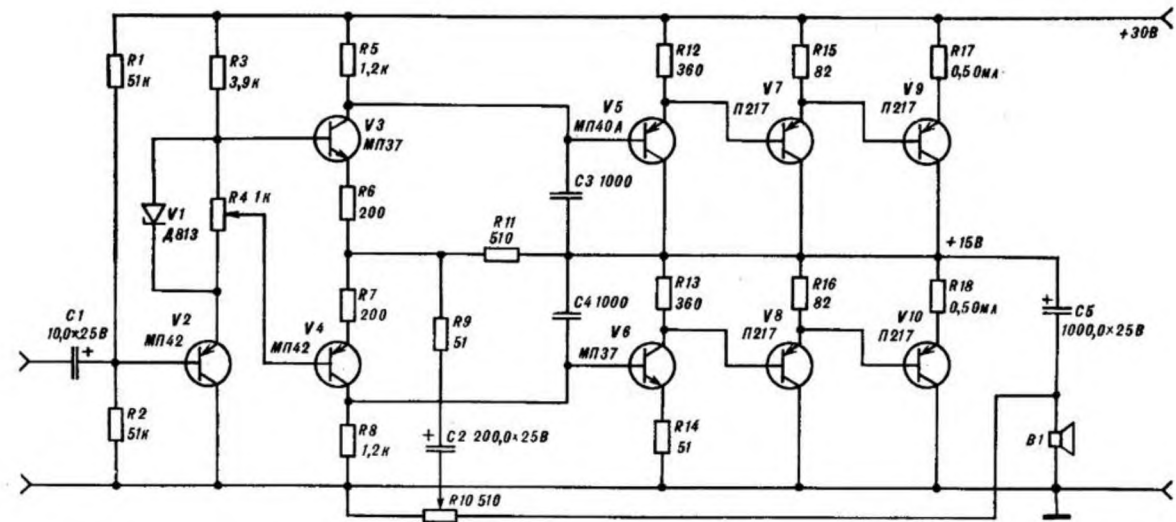 R1
51к
R3
3,9к
R5
1,2к
V3
МП37
V1
Д813
R4 1к
R6
200
R7
200
R11
510
C1
10,0×25В
V2
МП42
V4
МП42
R2
51к
R9
51
R8
1,2к
C2 200,0×25В
R10 510
R12
360
R15
82
R17
0,50мА
+30В
V5
МП40А
V7
П217
V9
П217
C3 1000
+15В
C4 1000
R13
360
R16
82
R18
0,50мА
V6
МП37
V8
П217
V10
П217
R14
51
C5
1000,0×25В
B1